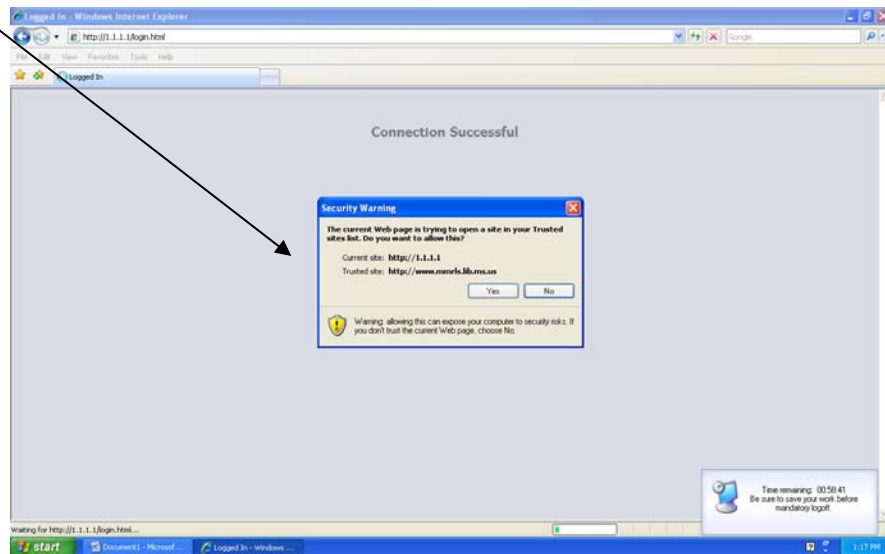 Logged In - Windows Internet Explorer
http://1.1.1.1/login.html
Google
File Edit View Favorites Tools Help
Logged In
Connection Successful
Security Warning
The current Web page is trying to open a site in your Trusted
sites list. Do you want to allow this?
Current site: http://1.1.1.1
Trusted site: http://www.mmrls.lib.ms.us
Yes No
Warning: allowing this can expose your computer to security risks. If
you don't trust the current Web page, choose No.
Time remaining: 00:58:41
Be sure to save your work before
mandatory logoff.
Waiting for http://1.1.1.1/login.html...
start Document1 - Microsof... Logged In - Windows ... 1:17 PM